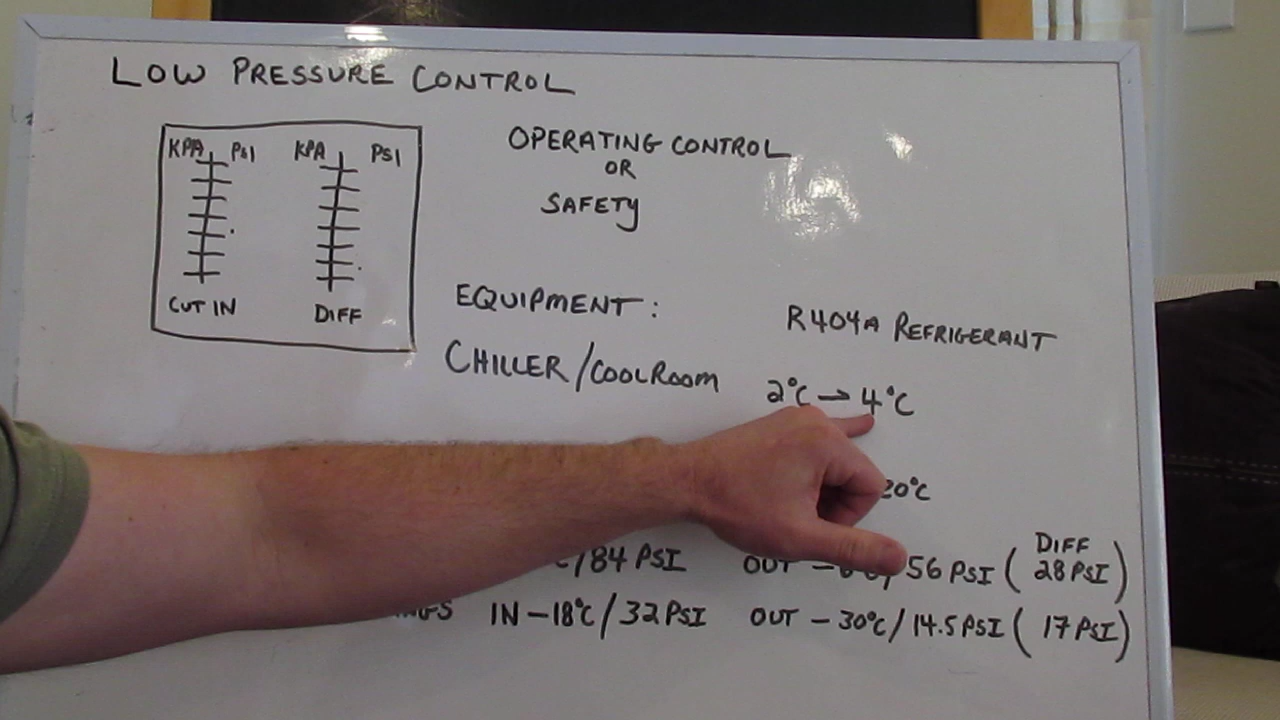 LOW PRESSURE CONTROL
KPA PSI KPA PSI
CUT IN DIFF
OPERATING CONTROL
OR
SAFETY
EQUIPMENT:
R404A REFRIGERANT
CHILLER/COOLROOM 2°C → 4°C
20°C
DIFF
/84 PSI OUT – 56 PSI (28 PSI)
IN –18°C/32 PSI OUT –30°C/14.5 PSI (17 PSI)